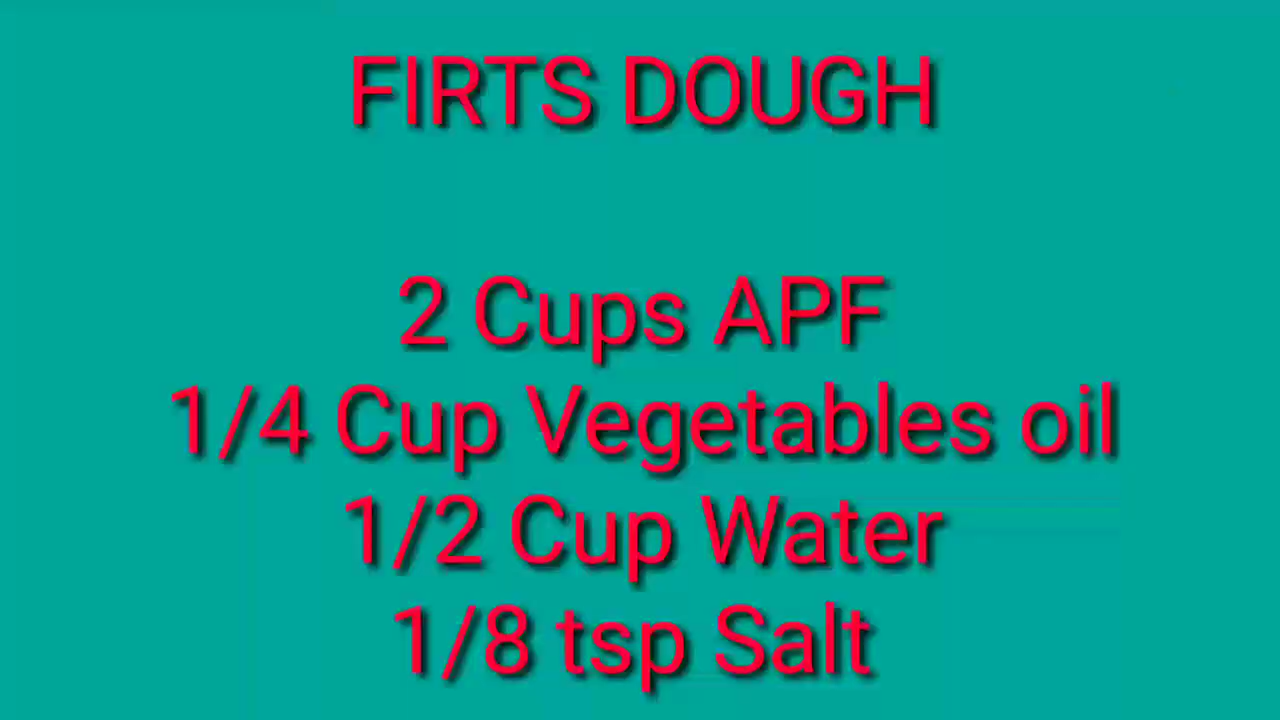 FIRTS DOUGH
2 Cups APF
1/4 Cup Vegetables oil
1/2 Cup Water
1/8 tsp Salt